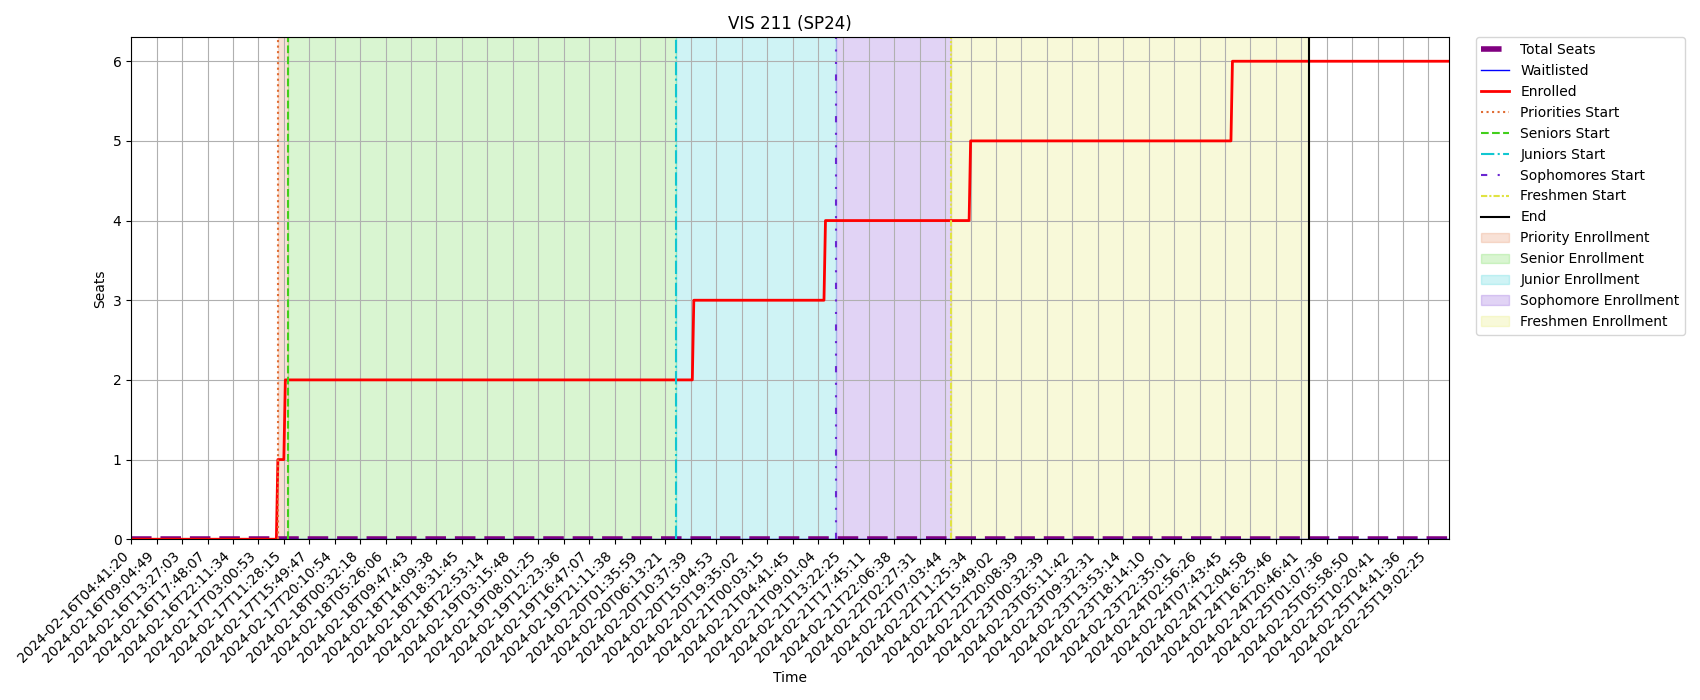 VIS 211 (SP24)
Seats
6
5
4
3
2
1
0
2024-02-16T04:41:20
2024-02-16T09:04:49
2024-02-16T13:27:03
2024-02-16T17:48:07
2024-02-16T22:11:34
2024-02-17T03:00:53
2024-02-17T11:28:15
2024-02-17T15:49:47
2024-02-17T20:10:54
2024-02-18T00:32:18
2024-02-18T05:26:06
2024-02-18T09:47:43
2024-02-18T14:09:38
2024-02-18T18:31:45
2024-02-18T22:53:14
2024-02-19T03:15:48
2024-02-19T08:01:25
2024-02-19T12:23:36
2024-02-19T16:47:07
2024-02-19T21:11:38
2024-02-20T01:35:59
2024-02-20T06:13:21
2024-02-20T10:37:39
2024-02-20T15:04:53
2024-02-20T19:35:02
2024-02-21T00:03:15
2024-02-21T04:41:45
2024-02-21T09:01:04
2024-02-21T13:22:25
2024-02-21T17:45:11
2024-02-21T22:06:38
2024-02-22T02:27:31
2024-02-22T07:03:44
2024-02-22T11:25:34
2024-02-22T15:49:02
2024-02-22T20:08:39
2024-02-23T00:32:39
2024-02-23T05:11:42
2024-02-23T09:32:31
2024-02-23T13:53:14
2024-02-23T18:14:10
2024-02-23T22:35:01
2024-02-24T02:56:26
2024-02-24T07:43:45
2024-02-24T12:04:58
2024-02-24T16:25:46
2024-02-24T20:46:41
2024-02-25T01:07:36
2024-02-25T05:58:50
2024-02-25T10:20:41
2024-02-25T14:41:36
2024-02-25T19:02:25
Time
Total Seats
Waitlisted
Enrolled
Priorities Start
Seniors Start
Juniors Start
Sophomores Start
Freshmen Start
End
Priority Enrollment
Senior Enrollment
Junior Enrollment
Sophomore Enrollment
Freshmen Enrollment